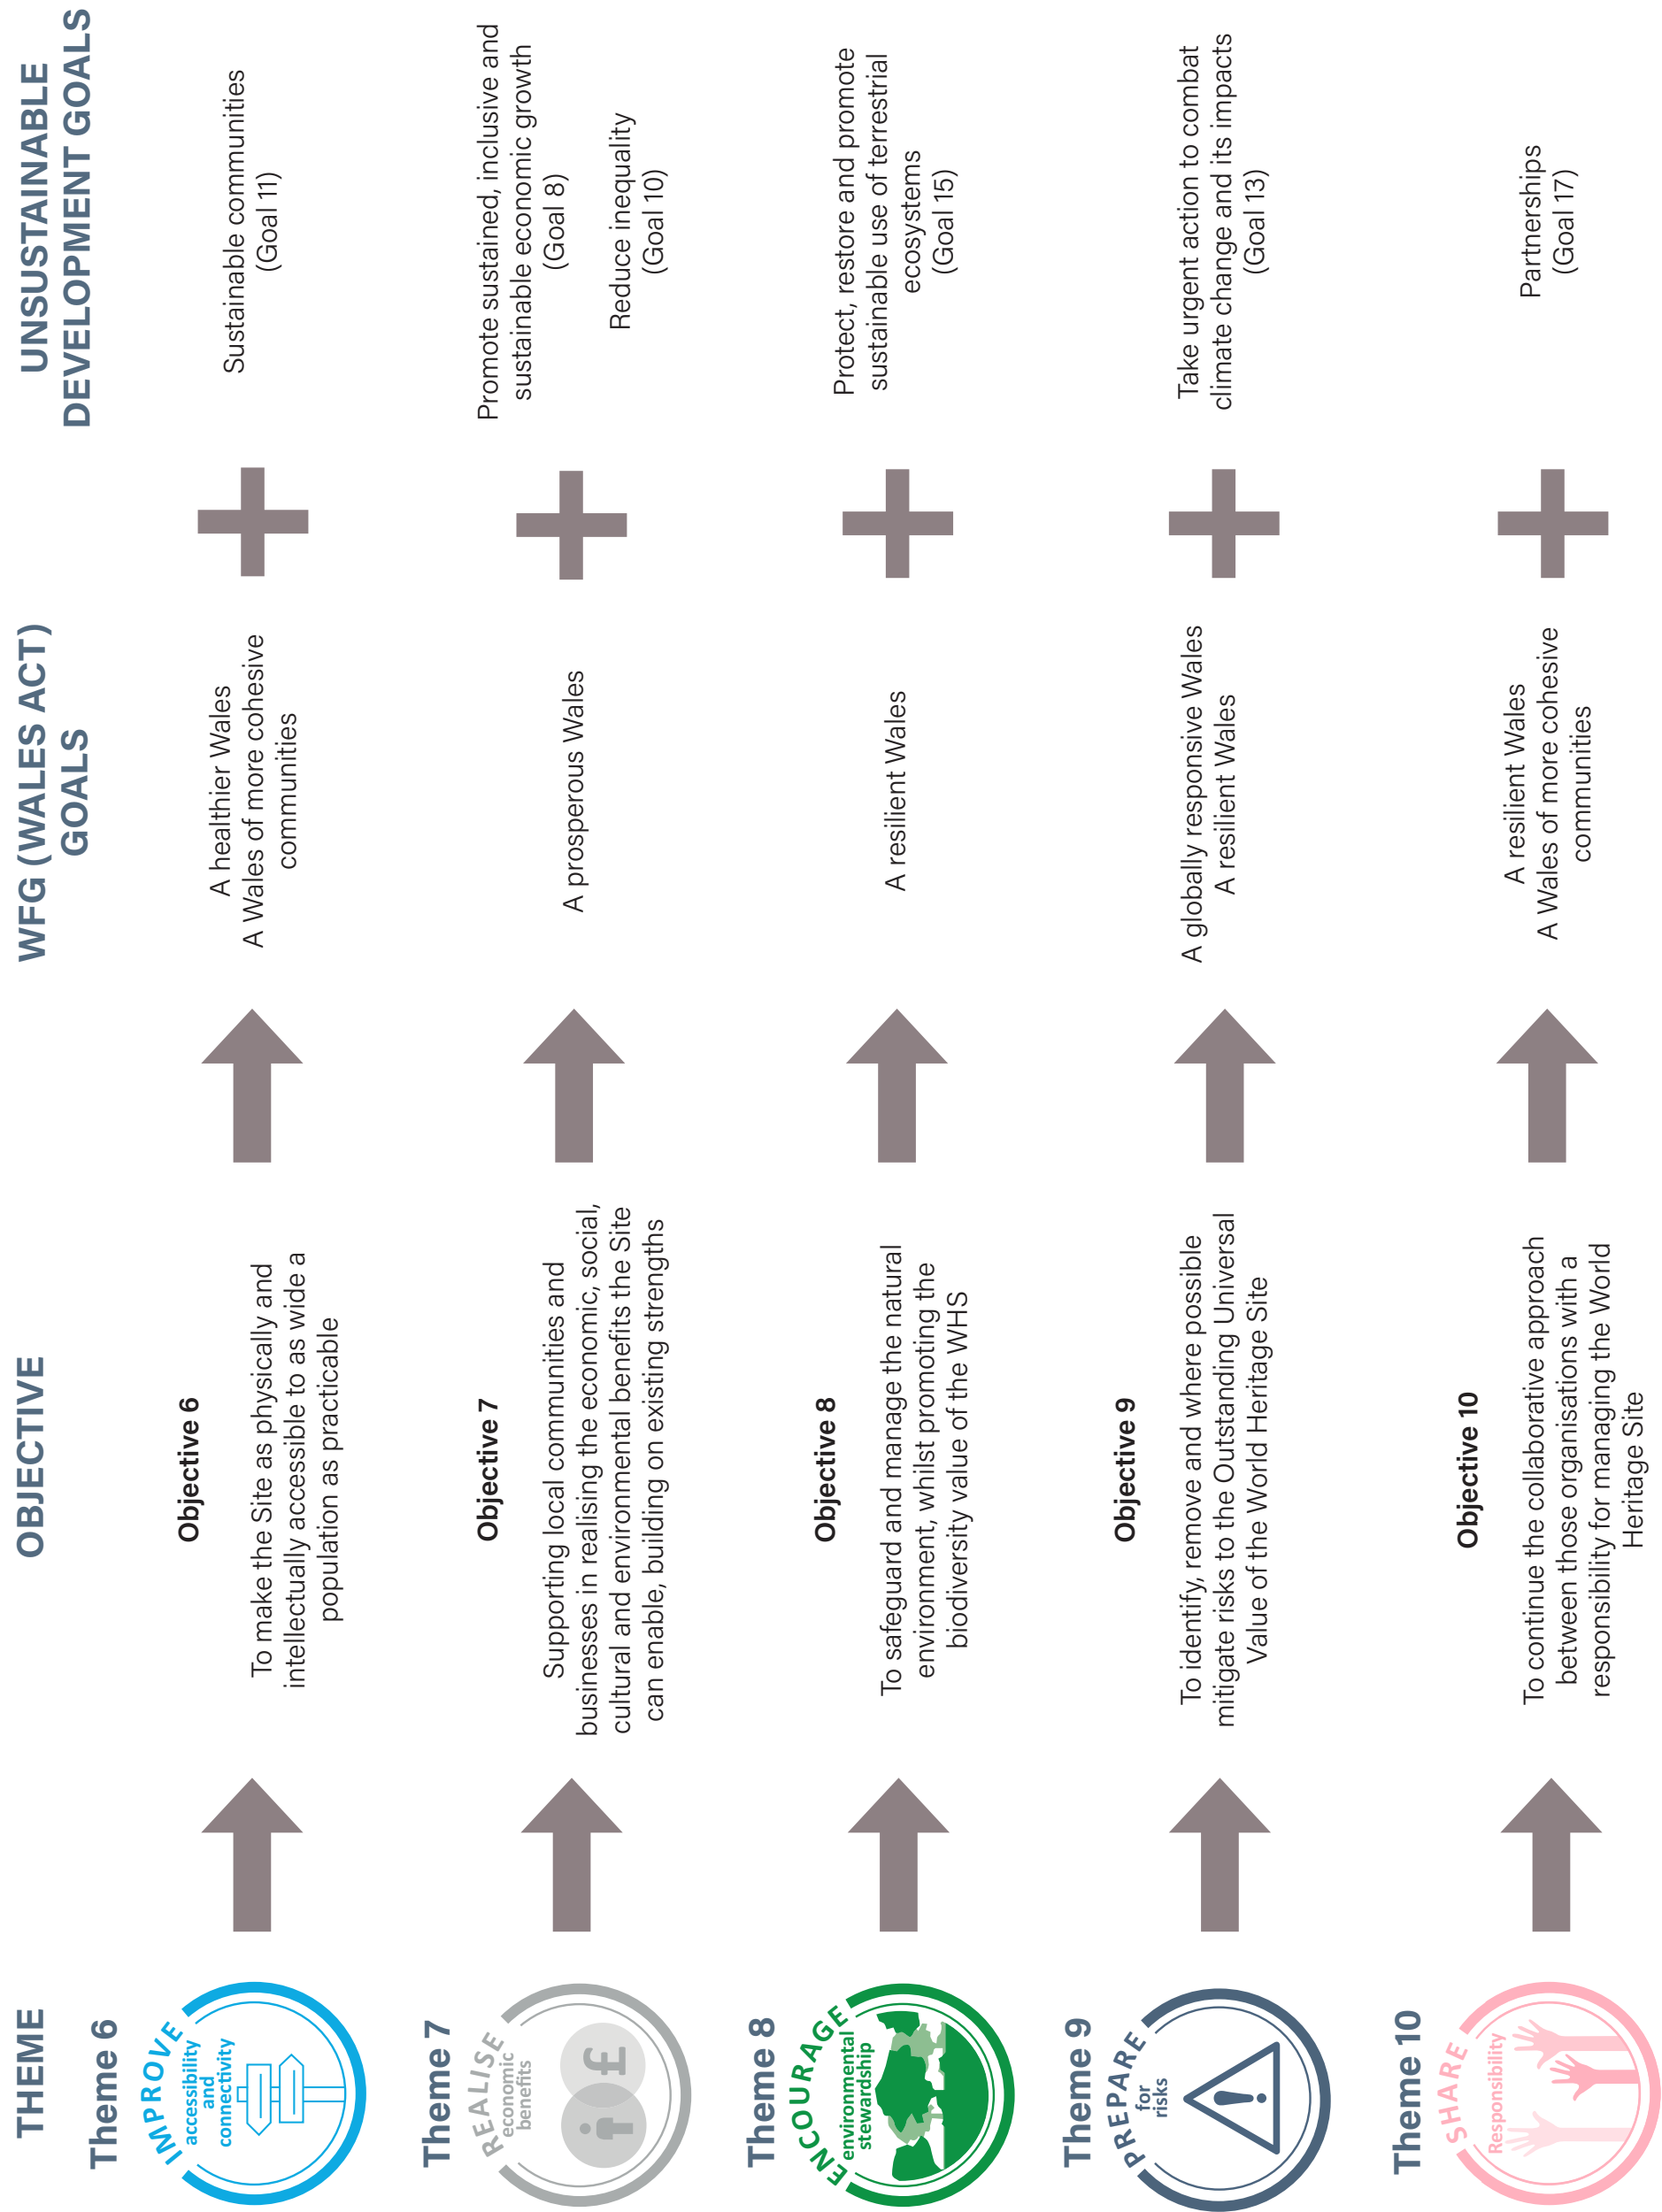 THEME
OBJECTIVE
WFG (WALES ACT)
GOALS
UNSUSTAINABLE
DEVELOPMENT GOALS
Theme 6
IMPROVE
accessibility
and
connectivity
Objective 6
To make the Site as physically and
intellectually accessible to as wide a
population as practicable
A healthier Wales
A Wales of more cohesive
communities
Sustainable communities
(Goal 11)
Theme 7
REALISE
economic
benefits
£
Objective 7
Supporting local communities and
businesses in realising the economic, social,
cultural and environmental benefits the Site
can enable, building on existing strengths
A prosperous Wales
Promote sustained, inclusive and
sustainable economic growth
(Goal 8)
Reduce inequality
(Goal 10)
Theme 8
ENCOURAGE
environmental
stewardship
Objective 8
To safeguard and manage the natural
environment, whilst promoting the
biodiversity value of the WHS
A resilient Wales
Protect, restore and promote
sustainable use of terrestrial
ecosystems
(Goal 15)
Theme 9
PREPARE
for
risks
!
Objective 9
To identify, remove and where possible
mitigate risks to the Outstanding Universal
Value of the World Heritage Site
A globally responsive Wales
A resilient Wales
Take urgent action to combat
climate change and its impacts
(Goal 13)
Theme 10
SHARE
Responsibility
Objective 10
To continue the collaborative approach
between those organisations with a
responsibility for managing the World
Heritage Site
A resilient Wales
A Wales of more cohesive
communities
Partnerships
(Goal 17)